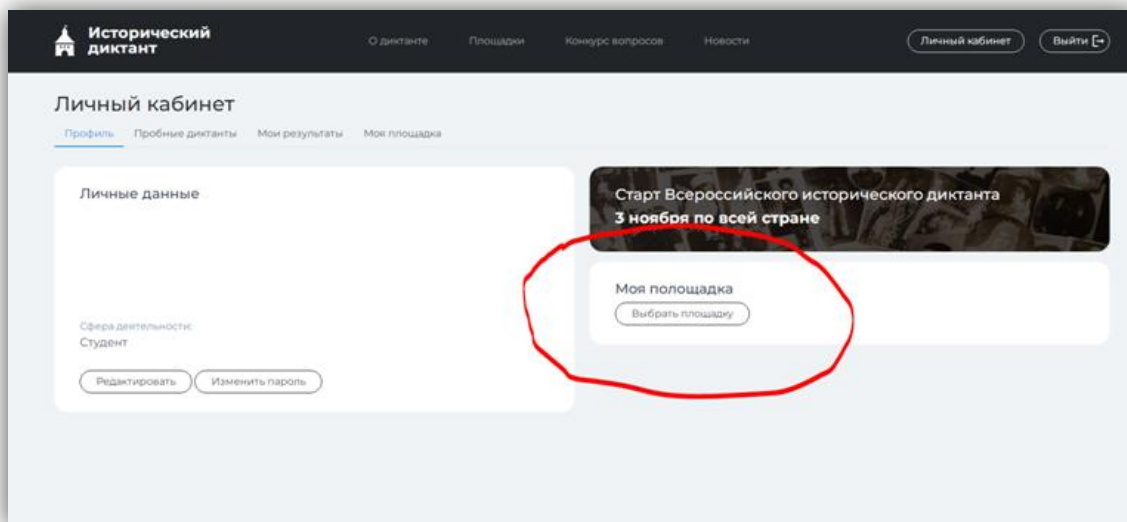 Исторический
диктант
О диктанте Площадки Конкурс вопросов Новости
Личный кабинет Выйти
Личный кабинет
Профиль Пробные диктанты Мои результаты Моя площадка
Личные данные
Сфера деятельности:
Студент
Редактировать Изменить пароль
Старт Всероссийского исторического диктанта
3 ноября по всей стране
Моя полощадка
Выбрать площадку